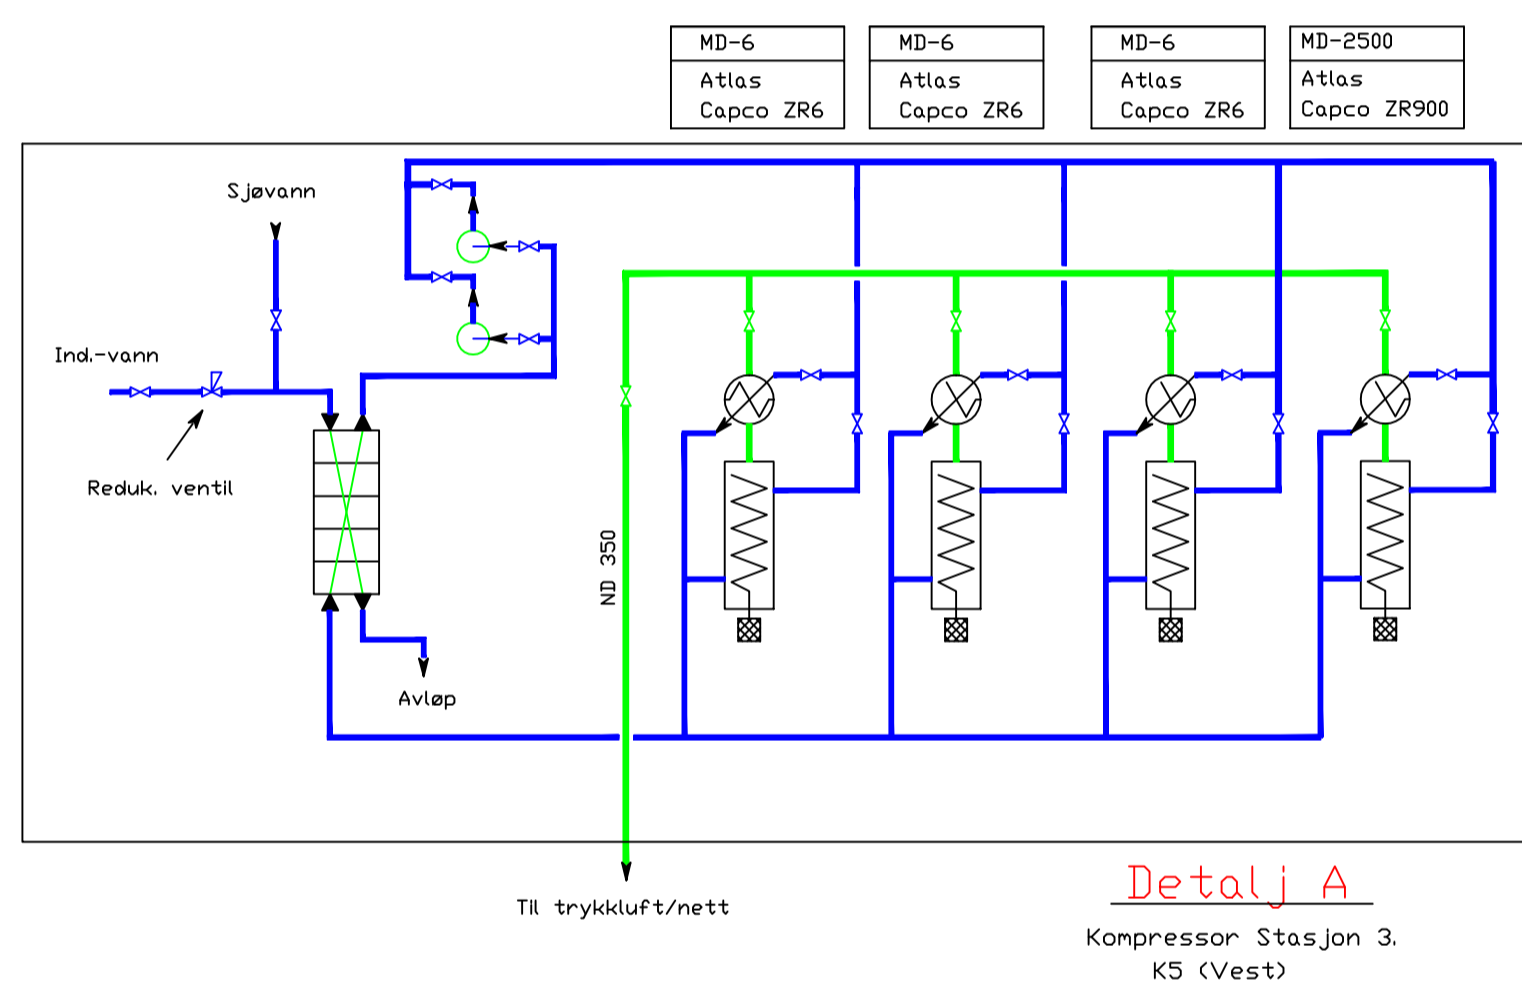 MD-6
Atlas
Capco ZR6
MD-6
Atlas
Capco ZR6
MD-6
Atlas
Capco ZR6
MD-2500
Atlas
Capco ZR900
Sjøvann
Ind.-vann
Reduk. ventil
Avløp
ND 350
Til trykkluft/nett
Detalj A
Kompressor Stasjon 3.
K5 (Vest)